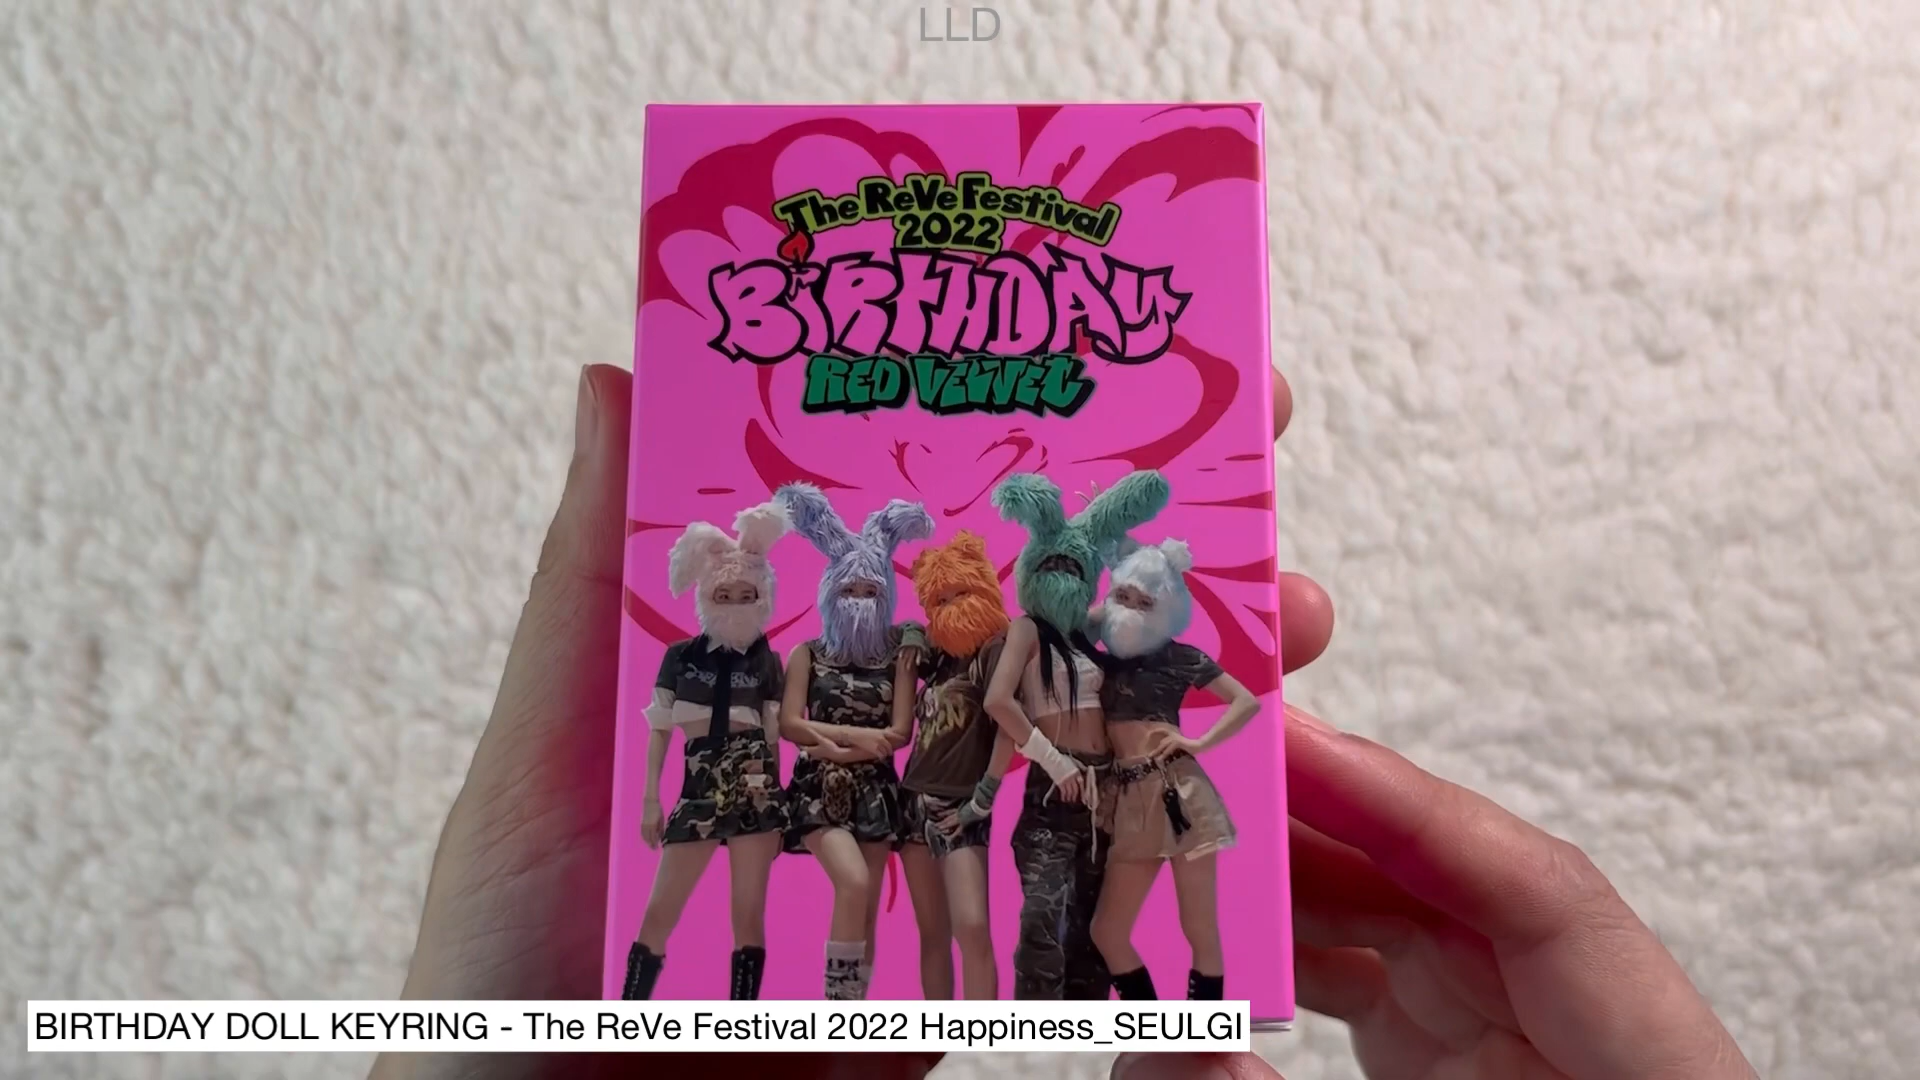 LLD
The ReVe Festival
2022
BiRTHDAY
RED VELVET
BIRTHDAY DOLL KEYRING - The ReVe Festival 2022 Happiness_SEULGI